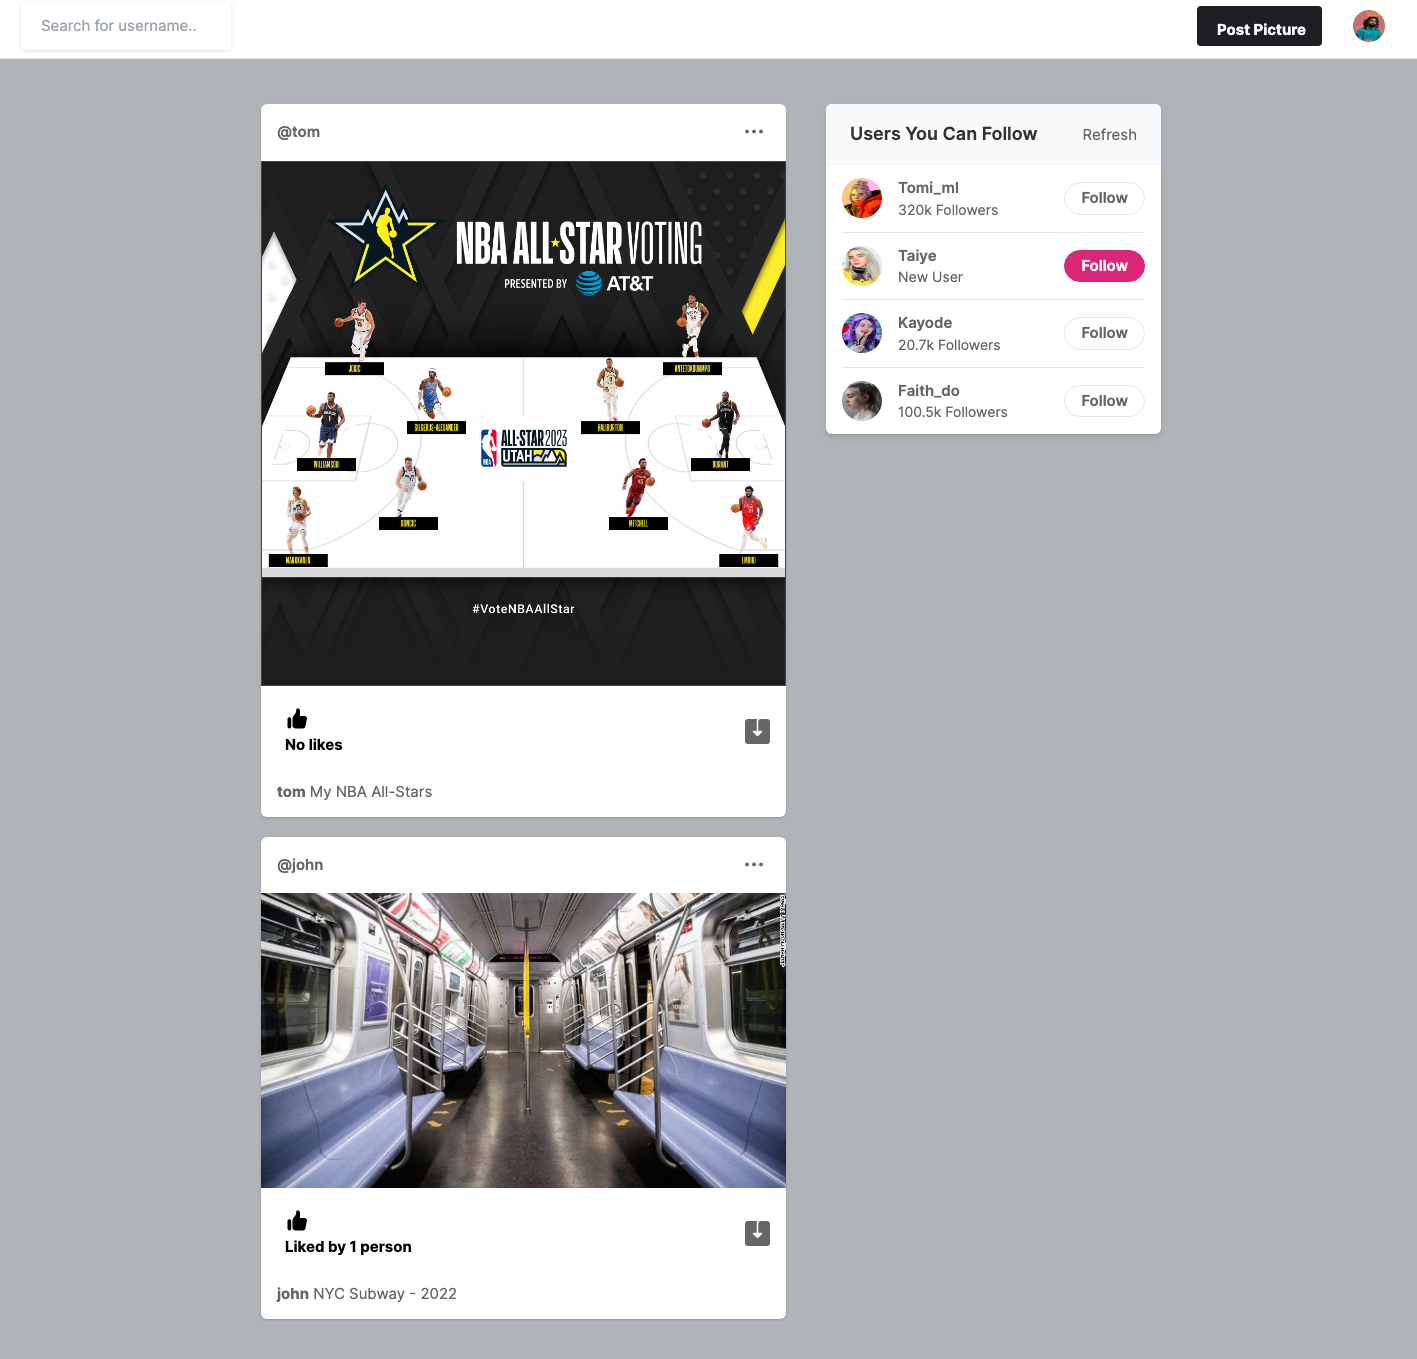 Search for username..
Post Picture
@tom
NBA ALL★STAR VOTING
PRESENTED BY AT&T
JOKIC
ANTETOKOUNMPO
GILGEOUS-ALEXANDER
HALIBURTON
WILLIAMSON
DURANT
NBA
ALL-STAR 2023
UTAH
DONCIC
MITCHELL
MARKKANEN
EMBIID
#VoteNBAAllStar
No likes
tom My NBA All-Stars
@john
Liked by 1 person
john NYC Subway - 2022
Users You Can Follow
Refresh
Tomi_ml
320k Followers
Follow
Taiye
New User
Follow
Kayode
20.7k Followers
Follow
Faith_do
100.5k Followers
Follow